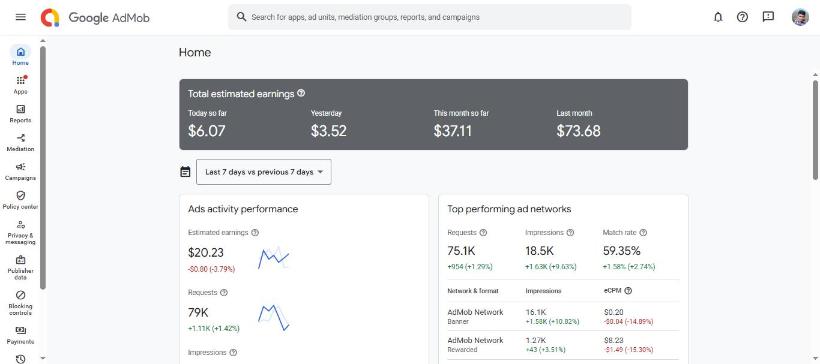 Google AdMob
Search for apps, ad units, mediation groups, reports, and campaigns
Home
Apps
Reports
Mediation
Campaigns
Policy center
Privacy &
messaging
Publisher
data
Blocking
controls
Payments
Home
Total estimated earnings
Today so far Yesterday This month so far Last month
$6.07 $3.52 $37.11 $73.68
Last 7 days vs previous 7 days
Ads activity performance
Estimated earnings
$20.23
-$0.80 (-3.79%)
Requests
79K
+1.11K (+1.42%)
Impressions
Top performing ad networks
Requests Impressions Match rate
75.1K 18.5K 59.35%
+954 (+1.29%) +1.63K (+9.63%) +1.58% (+2.74%)
Network & format Impressions eCPM
AdMob Network 16.1K $0.20
Banner +1.58K (+10.82%) -$0.04 (-14.89%)
AdMob Network 1.27K $8.23
Rewarded +43 (+3.51%) -$1.49 (-15.30%)